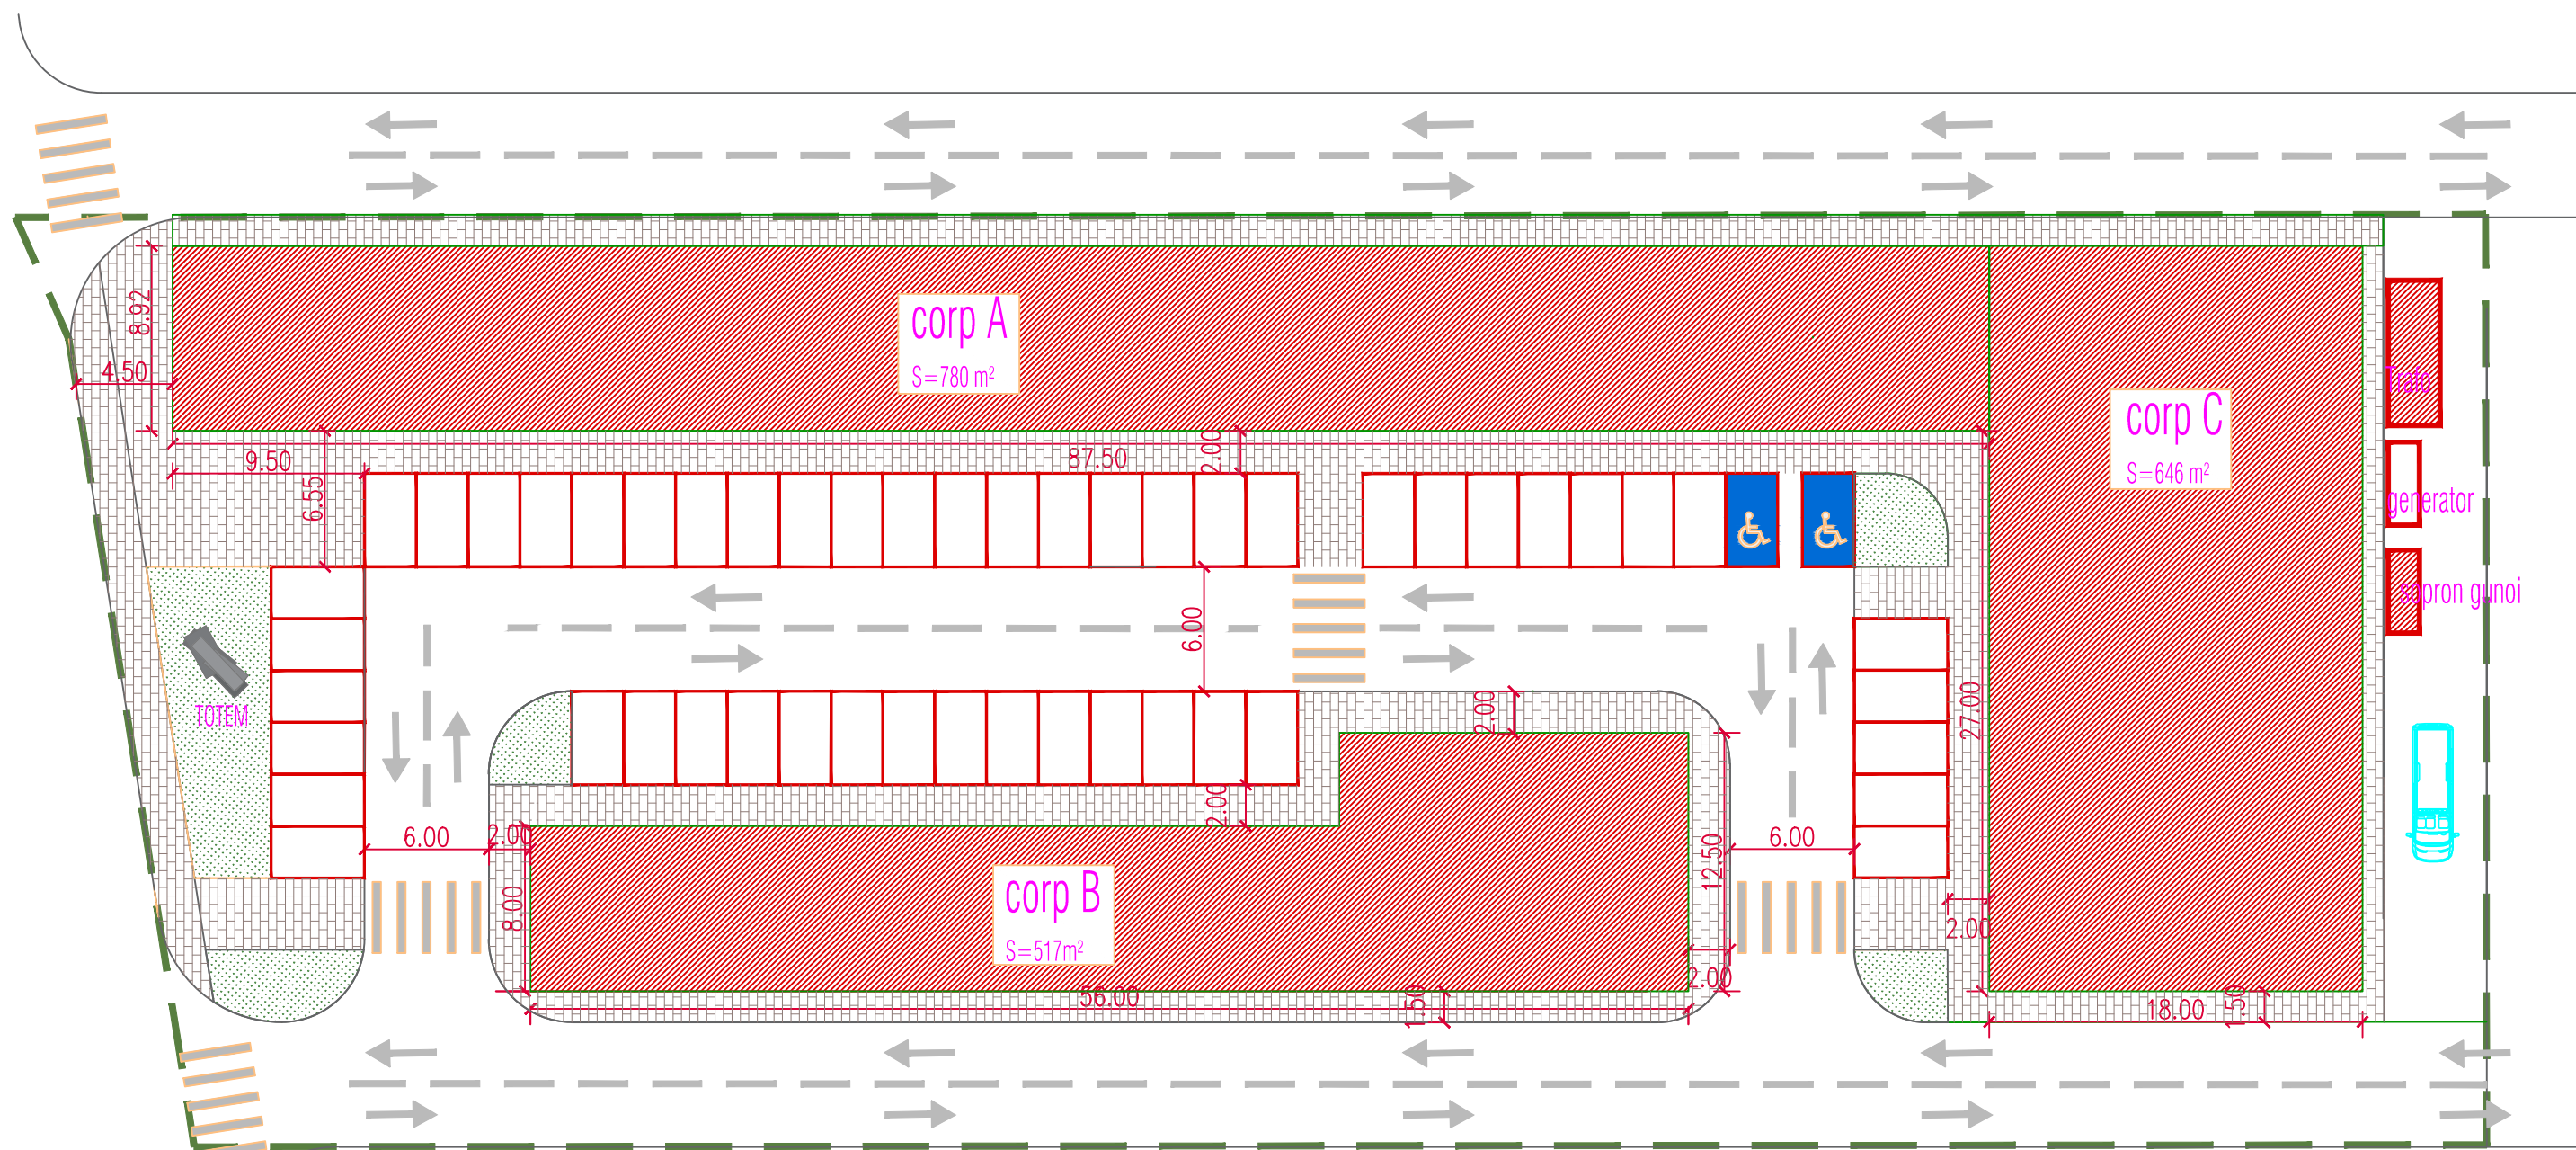 corp A
S=780 m²
8.92
4.50
9.50
87.50
2.00
6.55
corp C
S=646 m²
Trafo
generator
sopron gunoi
6.00
TOTEM
2.00
27.00
2.00
6.00
2.00
12.50
6.00
8.00
corp B
S=517m²
2.00
2.00
56.00
1.50
18.00
1.50